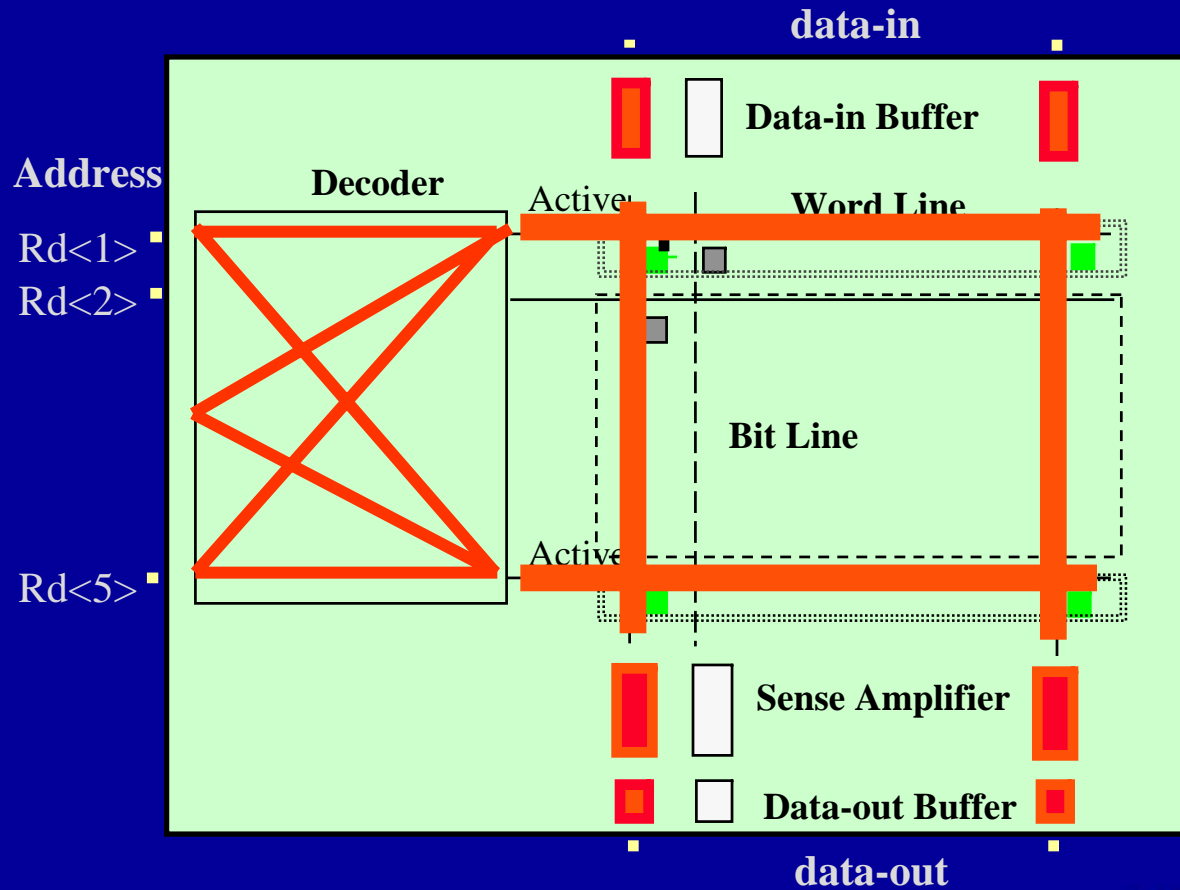 data-in
Data-in Buffer
Address
Decoder
Active
Word Line
Rd<1>
Rd<2>
Bit Line
Active
Rd<5>
Sense Amplifier
Data-out Buffer
data-out